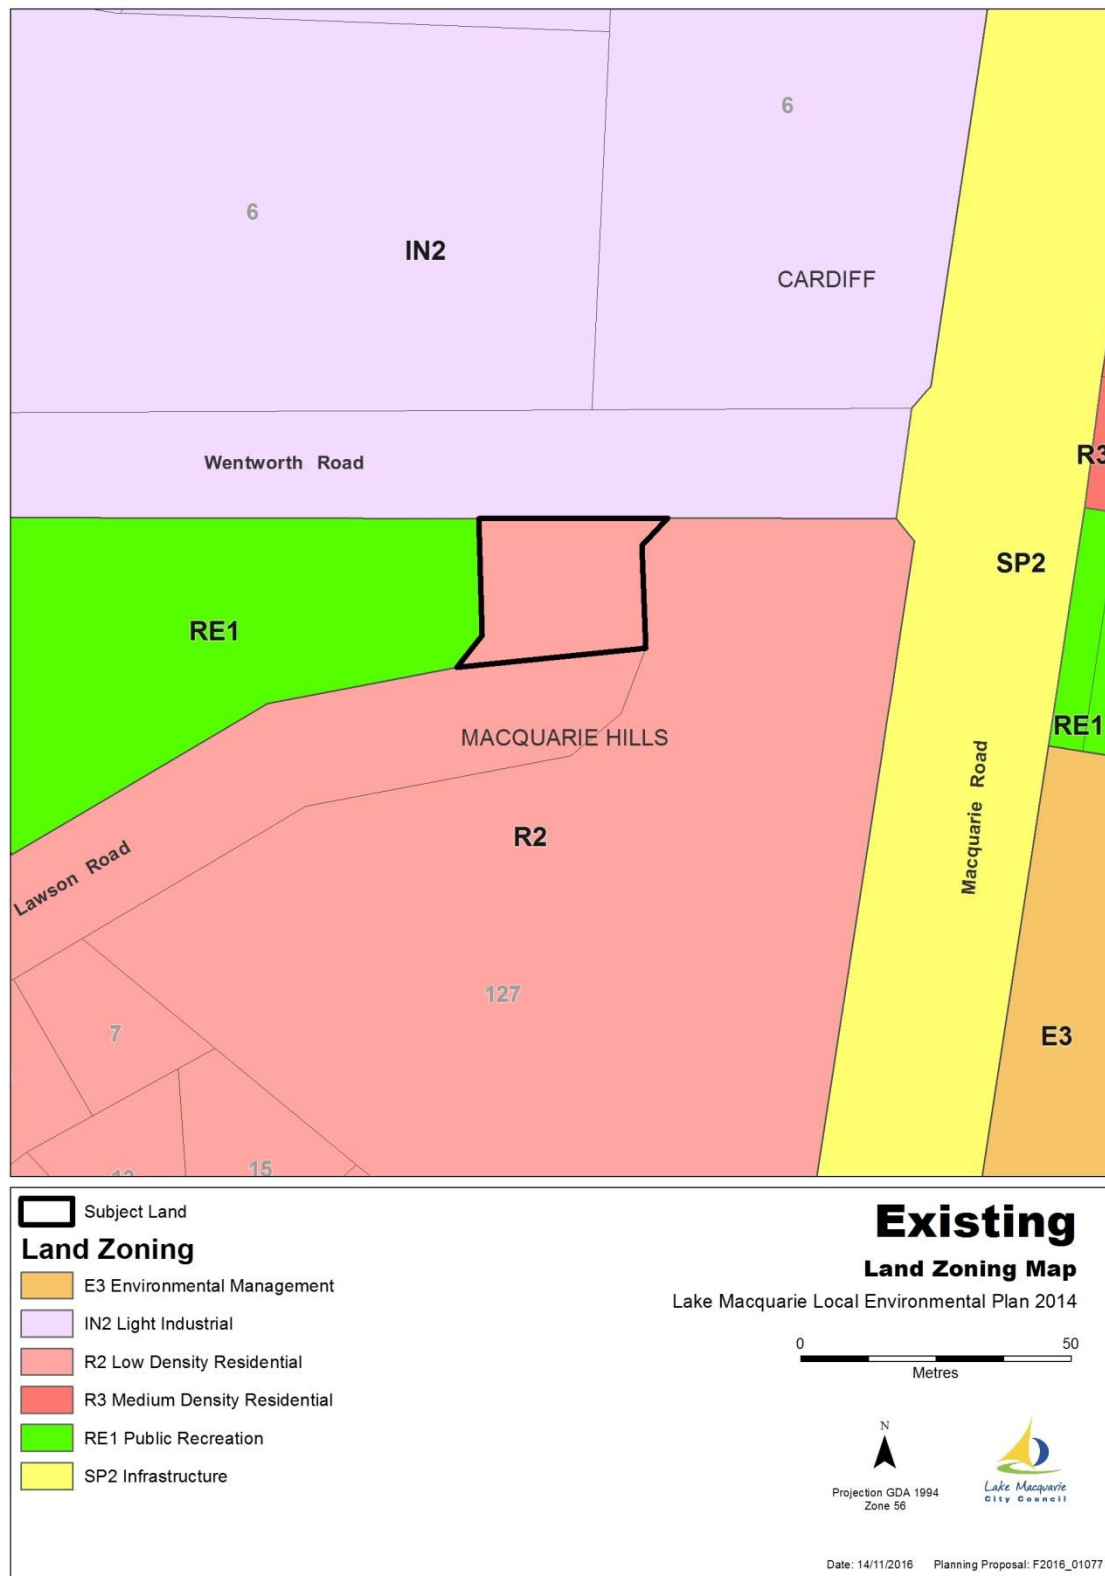 6
6
IN2
CARDIFF
Wentworth Road
R3
SP2
RE1
RE1
MACQUARIE HILLS
Macquarie Road
R2
Lawson Road
127
7
E3
15
Subject Land
Land Zoning
E3 Environmental Management
IN2 Light Industrial
R2 Low Density Residential
R3 Medium Density Residential
RE1 Public Recreation
SP2 Infrastructure
Existing
Land Zoning Map
Lake Macquarie Local Environmental Plan 2014
0 50
Metres
N
Projection GDA 1994
Zone 56
Lake Macquarie
City Council
Date: 14/11/2016 Planning Proposal: F2016_01077